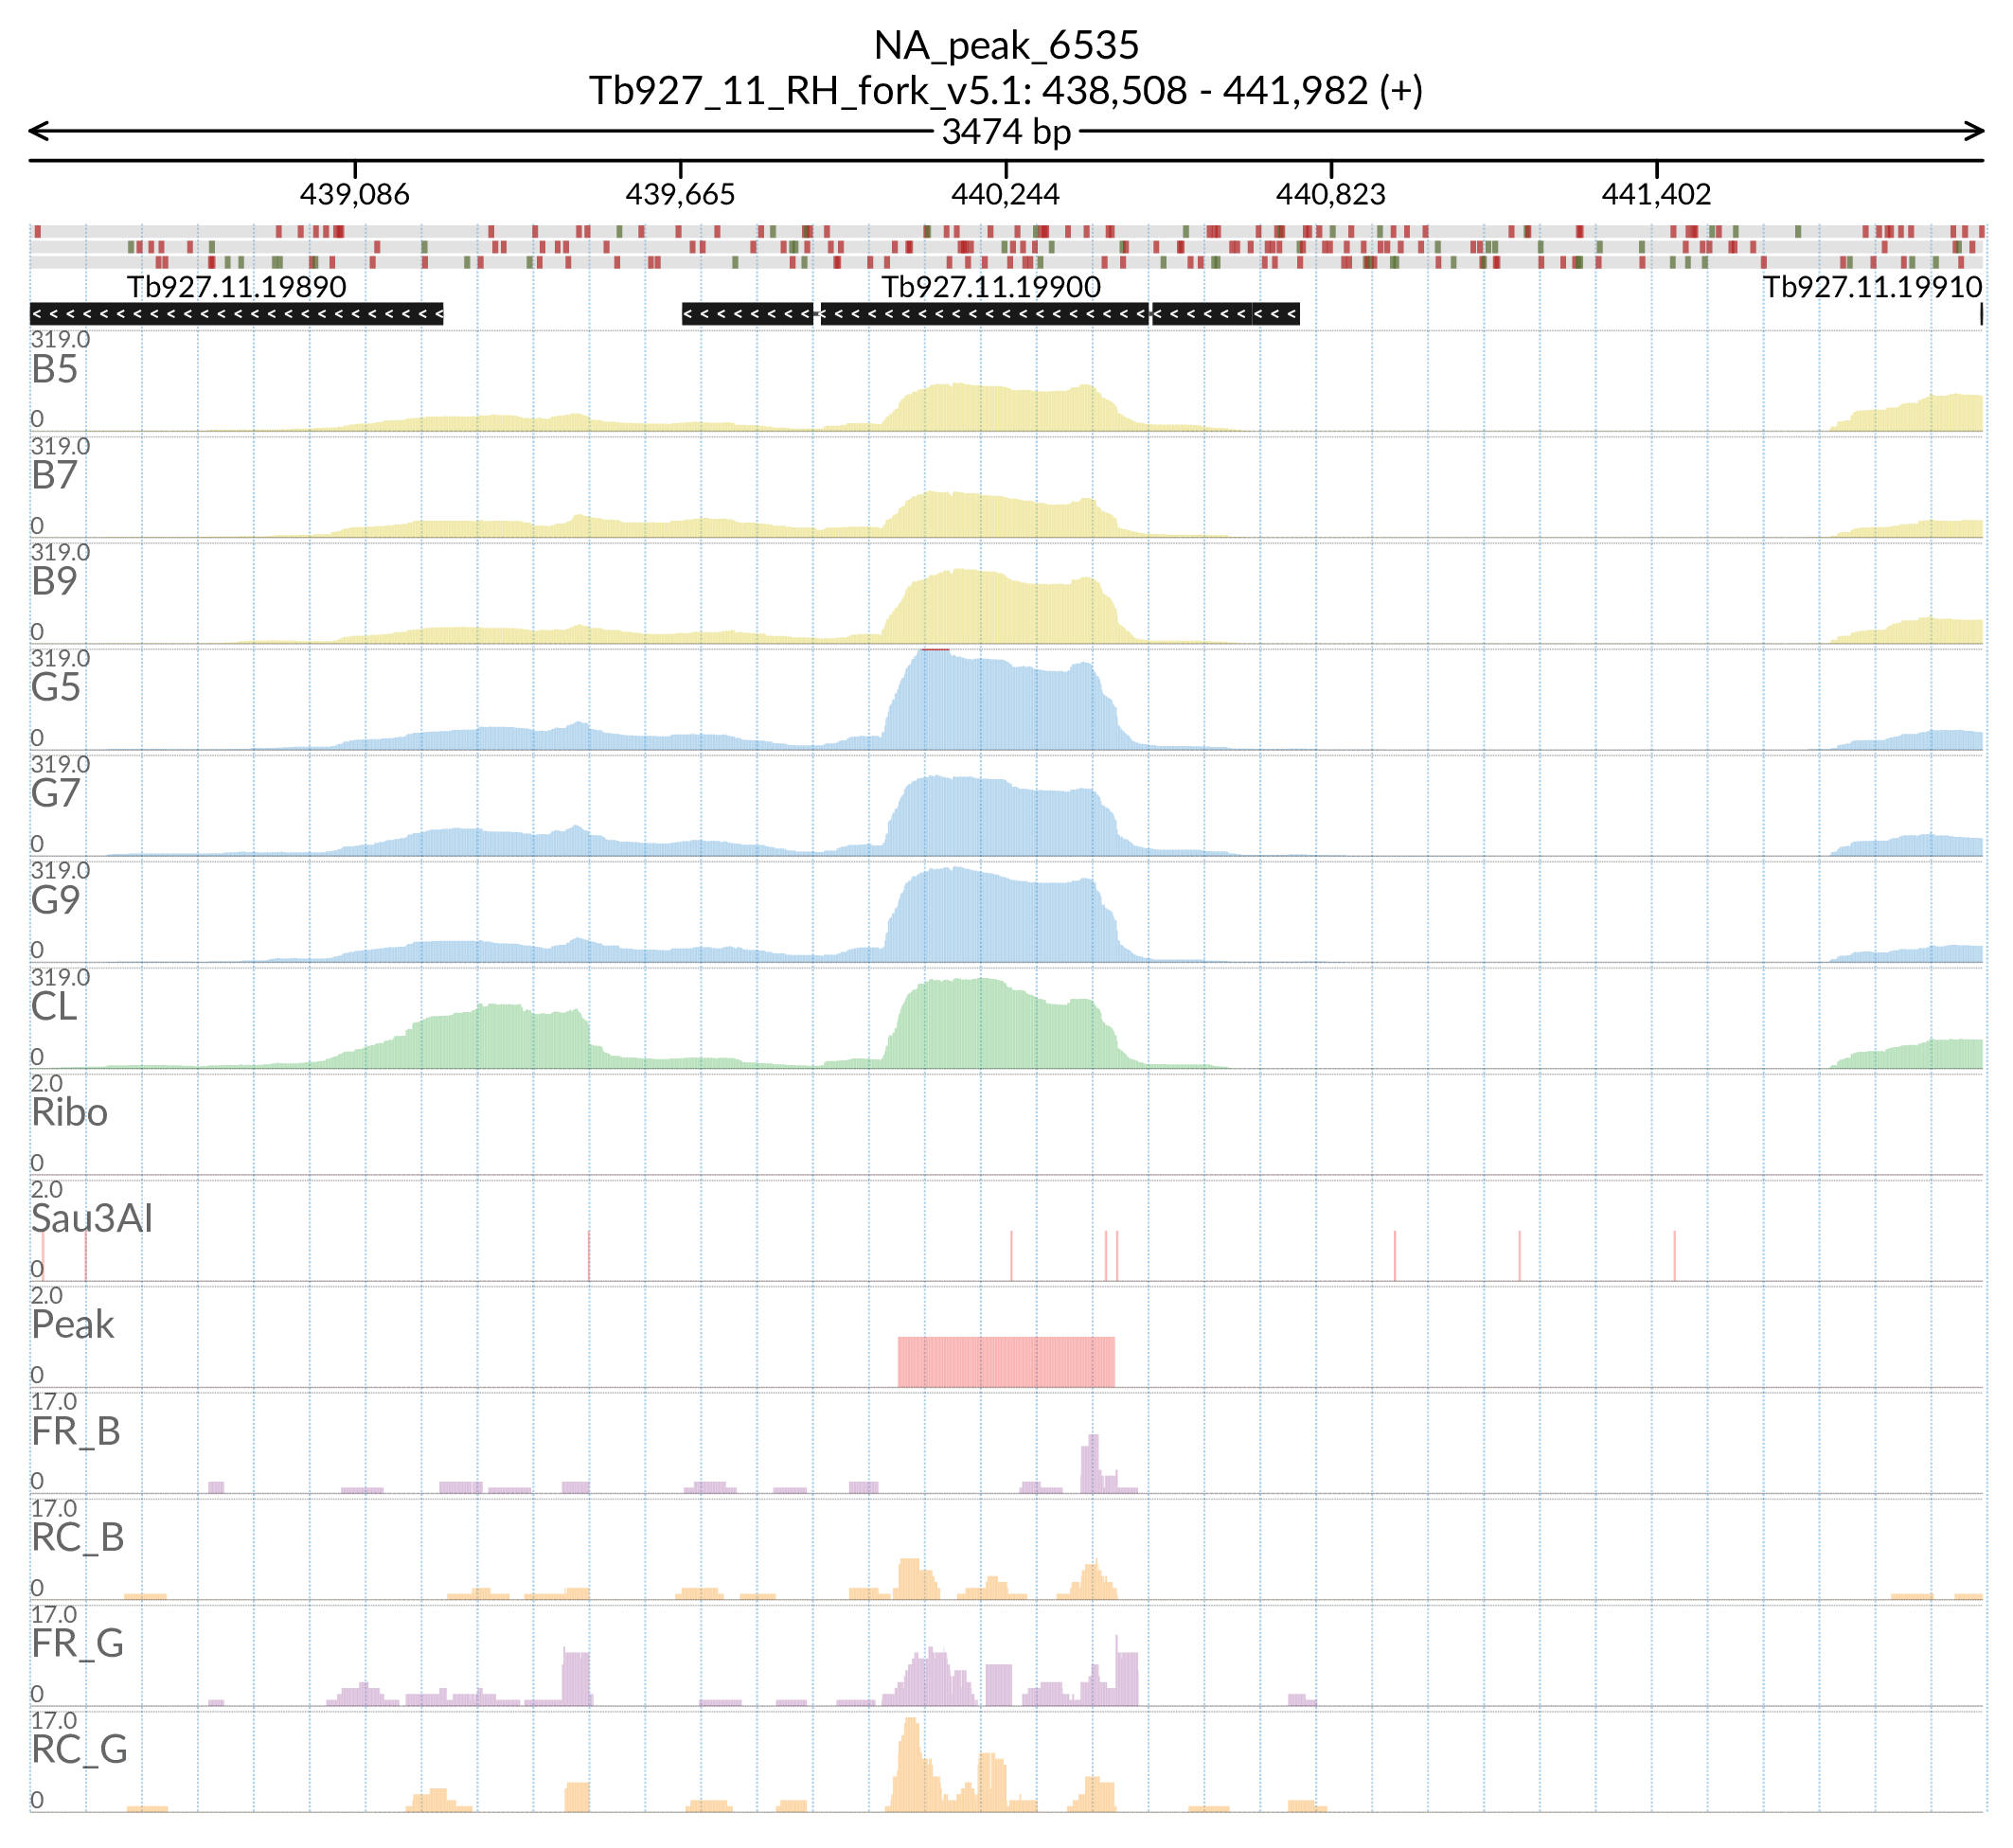 NA_peak_6535
Tb927_11_RH_fork_v5.1: 438,508 - 441,982 (+)
3474 bp
439,086 439,665 440,244 440,823 441,402
Tb927.11.19890 Tb927.11.19900 Tb927.11.19910
319.0
B5
0
319.0
B7
0
319.0
B9
0
319.0
G5
0
319.0
G7
0
319.0
G9
0
319.0
CL
0
2.0
Ribo
0
2.0
Sau3AI
0
2.0
Peak
0
17.0
FR_B
0
17.0
RC_B
0
17.0
FR_G
0
17.0
RC_G
0